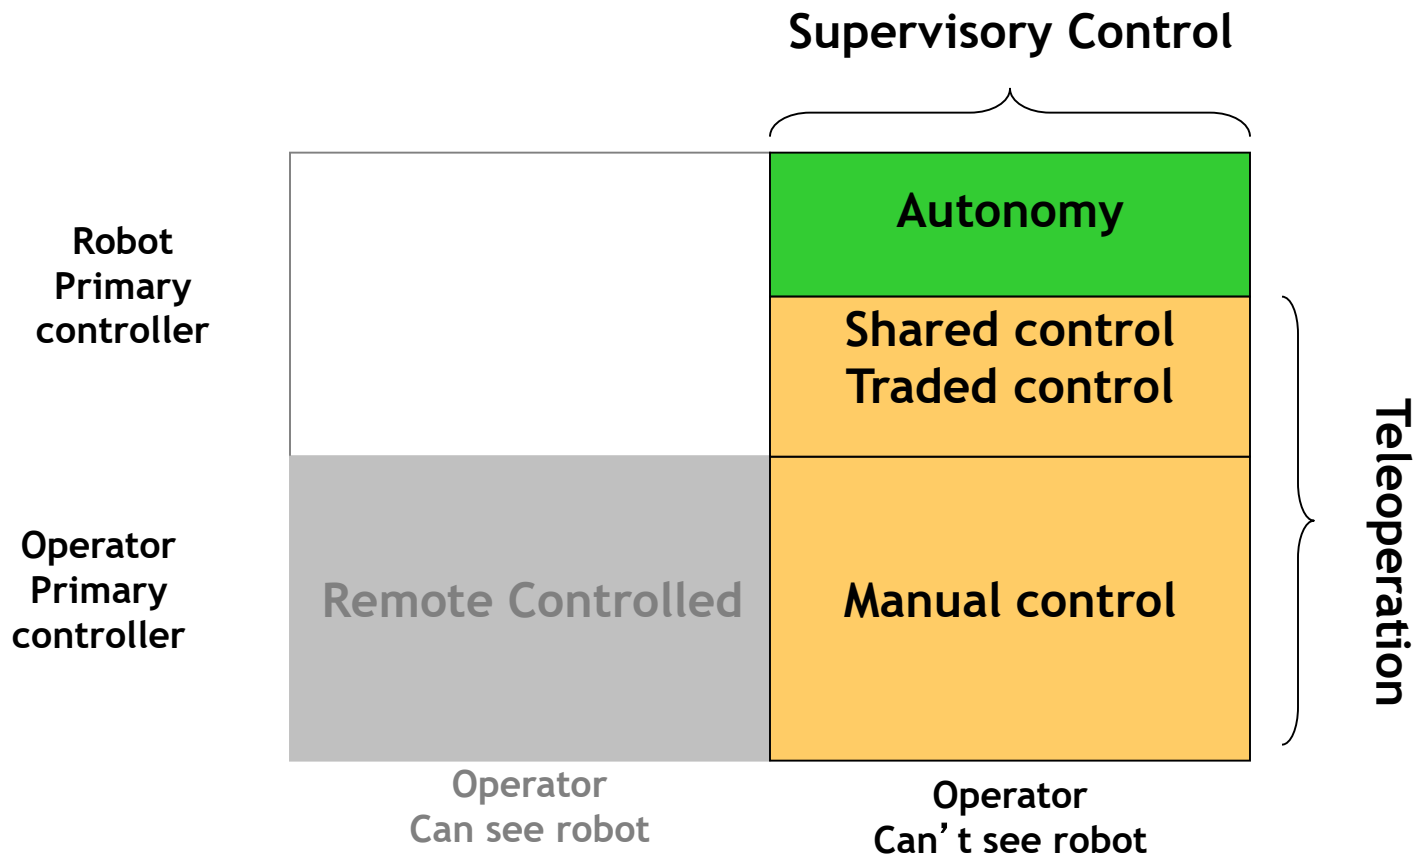 Supervisory Control
Autonomy
Robot
Primary
controller
Shared control
Traded control
Teleoperation
Operator
Primary
controller
Remote Controlled
Manual control
Operator
Can see robot
Operator
Can’t see robot